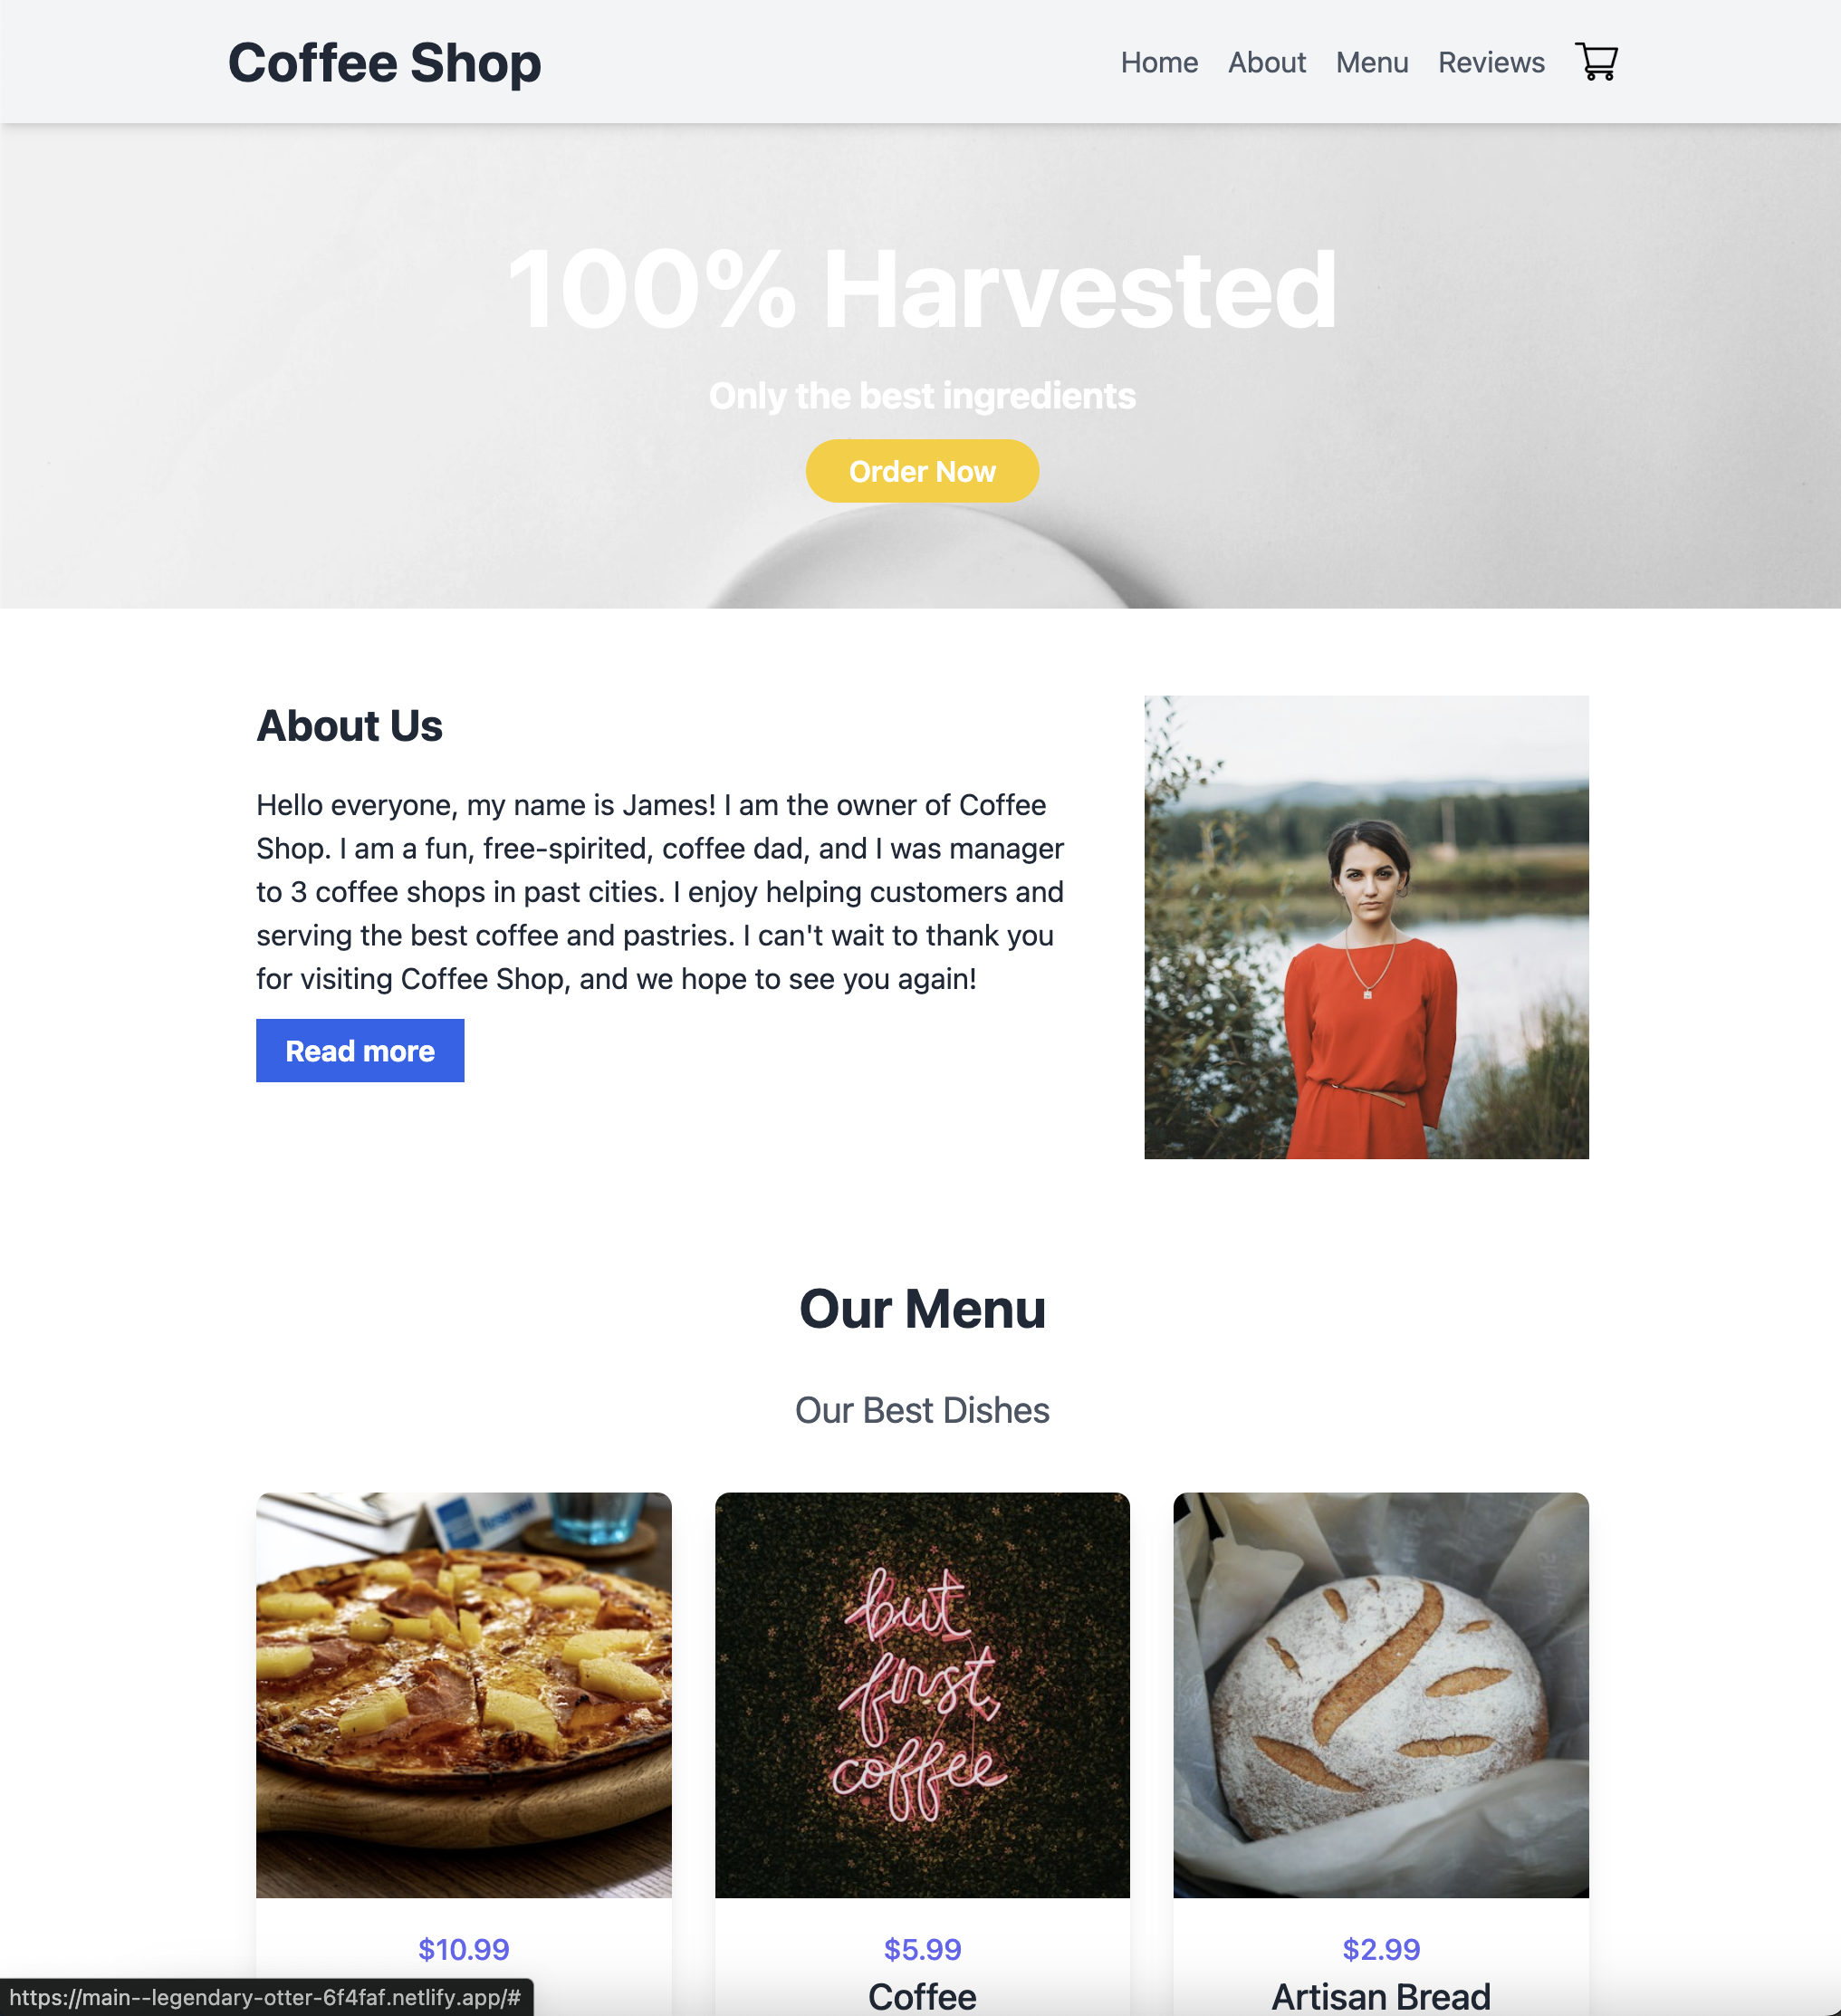 Coffee Shop
Home About Menu Reviews
100% Harvested
Only the best ingredients
Order Now
About Us
Hello everyone, my name is James! I am the owner of Coffee
Shop. I am a fun, free-spirited, coffee dad, and I was manager
to 3 coffee shops in past cities. I enjoy helping customers and
serving the best coffee and pastries. I can't wait to thank you
for visiting Coffee Shop, and we hope to see you again!
Read more
Our Menu
Our Best Dishes
but
first,
coffee
$10.99
$5.99
$2.99
Coffee
Artisan Bread
https://main--legendary-otter-6f4faf.netlify.app/#